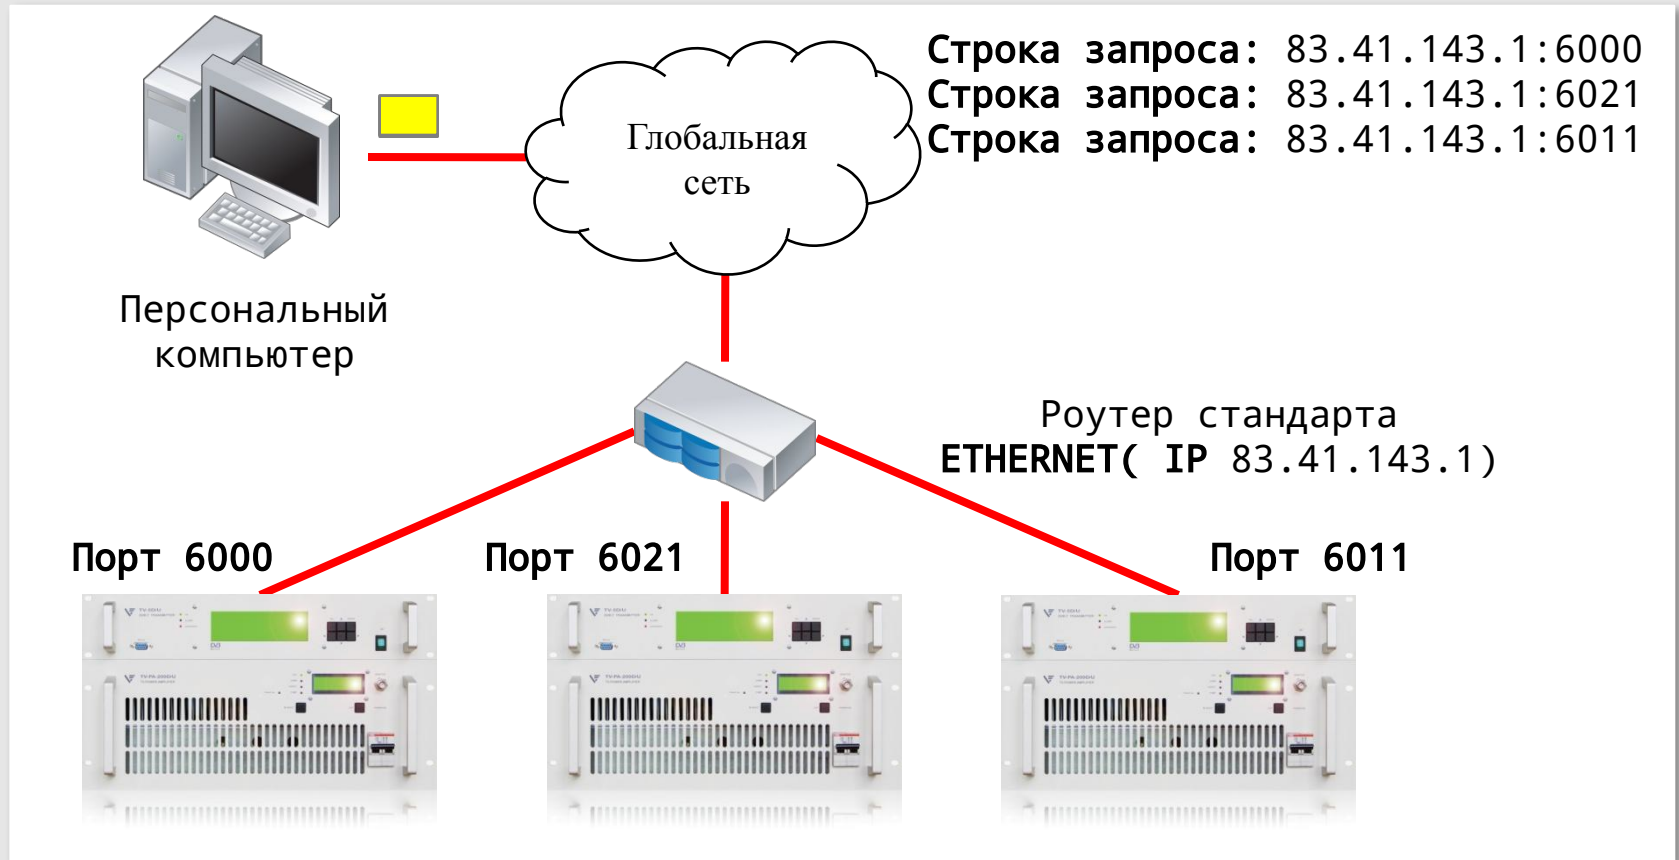 Строка запроса: 83.41.143.1:6000
Строка запроса: 83.41.143.1:6021
Строка запроса: 83.41.143.1:6011
Глобальная
сеть
Персональный
компьютер
Роутер стандарта
ETHERNET( IP 83.41.143.1)
Порт 6000
Порт 6021
Порт 6011